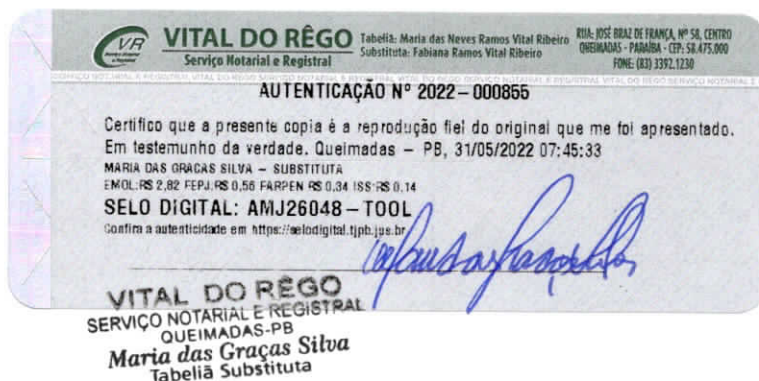 VR
VITAL DO RÊGO
Serviço Notarial e Registral
Tabeliã: Maria das Neves Ramos Vital Ribeiro
Substituta: Fabiana Ramos Vital Ribeiro
RUA: JOSÉ BRAZ DE FRANÇA, Nº 58, CENTRO
QUEIMADAS - PARAÍBA - CEP: 58.475.000
FONE: (83) 3392.1230
AUTENTICAÇÃO Nº 2022-000855
Certifico que a presente copia é a reprodução fiel do original que me foi apresentado.
Em testemunho da verdade. Queimadas - PB, 31/05/2022 07:45:33
MARIA DAS GRACAS SILVA - SUBSTITUTA
EMOL:R$ 2,82 FEPJ:R$ 0,56 FARPEN R$ 0,34 ISS:R$ 0,14
SELO DIGITAL: AMJ26048-TOOL
Confira a autenticidade em https://selodigital.tjpb.jus.br
VITAL DO RÊGO
SERVIÇO NOTARIAL E REGISTRAL
QUEIMADAS-PB
Maria das Graças Silva
Tabeliã Substituta